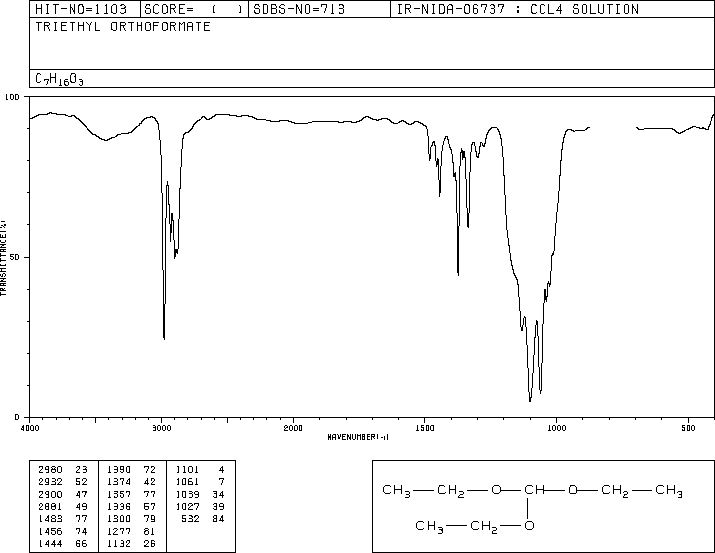 HIT-NO=1103 SCORE= ( ) SDBS-NO=713 IR-NIDA-06737 : CCL4 SOLUTION
TRIETHYL ORTHOFORMATE
C7H16O3
100
50
0
TRANSMITTANCE(%)
4000 3000 2000 1500 1000 500
WAVENUMBER(-1)
2980 23 1390 72 1101 4
2932 52 1374 42 1061 7
2900 47 1357 77 1039 34
2881 49 1336 57 1027 39
1483 77 1300 79 532 84
1456 74 1277 81
1444 66 1132 26
CH3 CH2 O CH O CH2 CH3
CH3 CH2 O